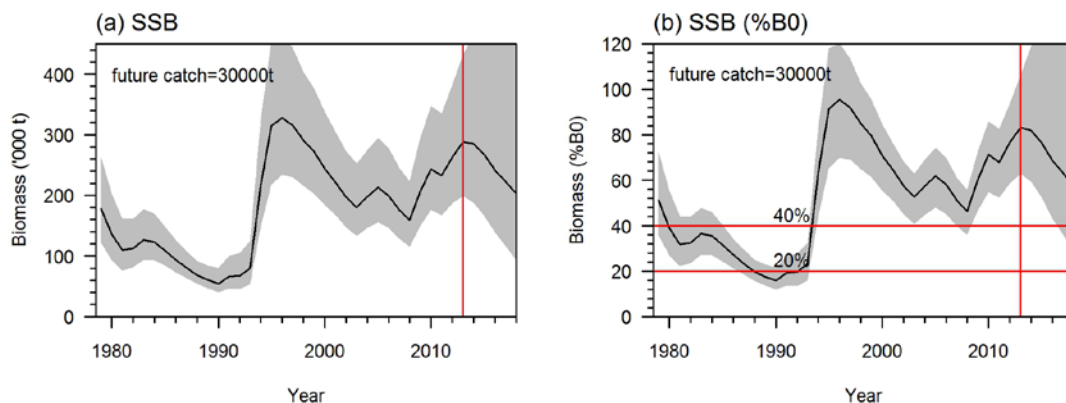 (a) SSB
future catch=30000t
Biomass ('000 t)
400
300
200
100
0
1980
1990
2000
2010
Year
(b) SSB (%B0)
future catch=30000t
Biomass (%B0)
120
100
80
60
40
20
0
40%
20%
1980
1990
2000
2010
Year